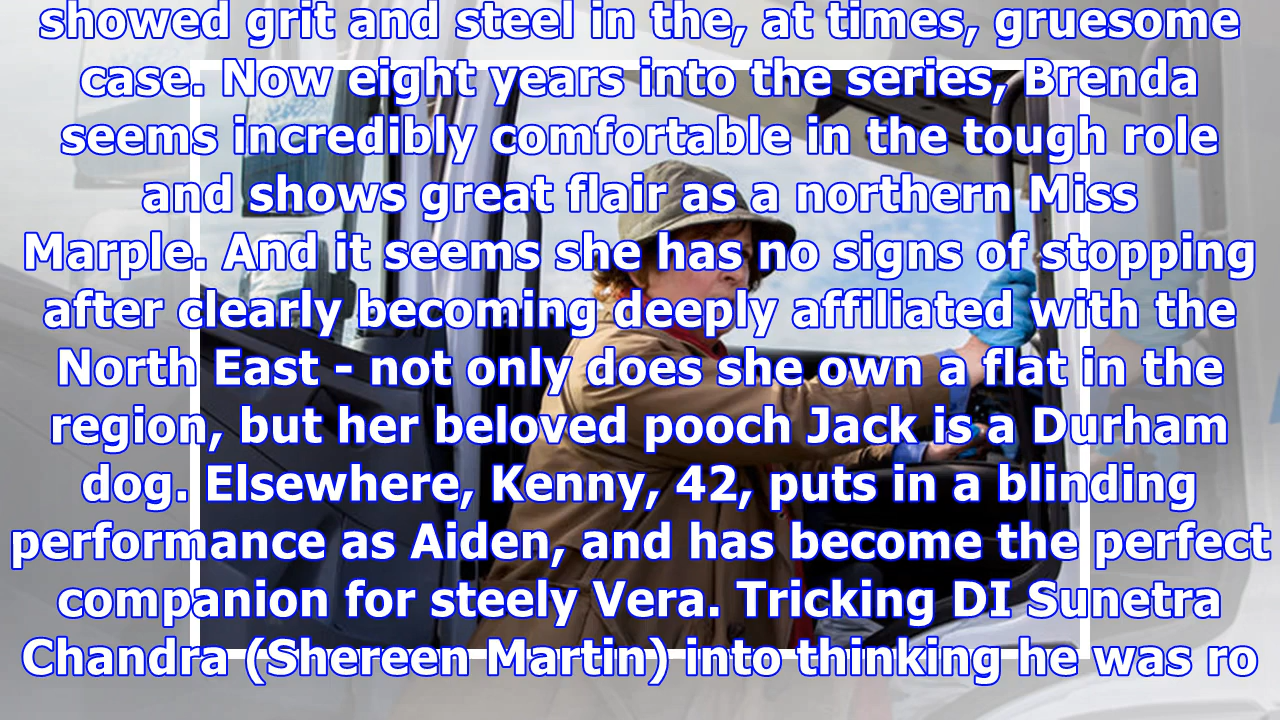 showed grit and steel in the, at times, gruesome
case. Now eight years into the series, Brenda
seems incredibly comfortable in the tough role
and shows great flair as a northern Miss
Marple. And it seems she has no signs of stopping
after clearly becoming deeply affiliated with the
North East - not only does she own a flat in the
region, but her beloved pooch Jack is a Durham
dog. Elsewhere, Kenny, 42, puts in a blinding
performance as Aiden, and has become the perfect
companion for steely Vera. Tricking DI Sunetra
Chandra (Shereen Martin) into thinking he was ro